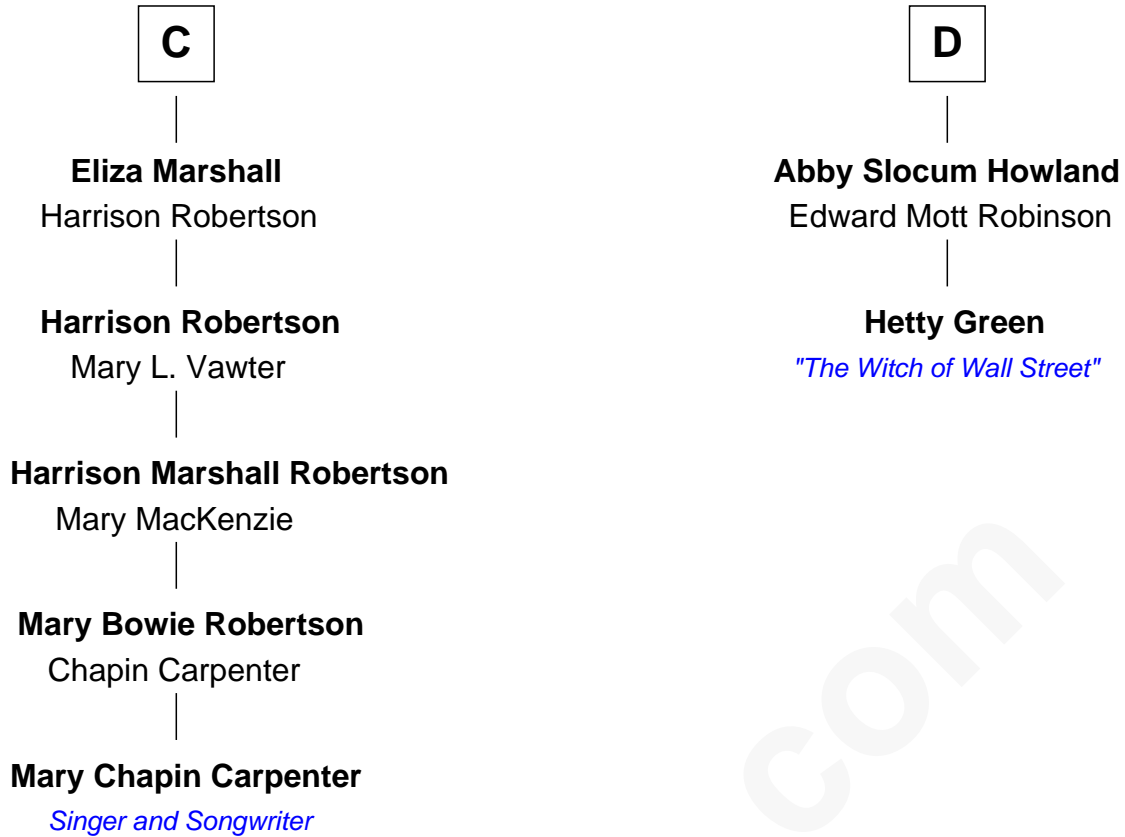 C
Eliza Marshall
Harrison Robertson
Harrison Robertson
Mary L. Vawter
Harrison Marshall Robertson
Mary MacKenzie
Mary Bowie Robertson
Chapin Carpenter
Mary Chapin Carpenter
Singer and Songwriter
D
Abby Slocum Howland
Edward Mott Robinson
Hetty Green
"The Witch of Wall Street"
com